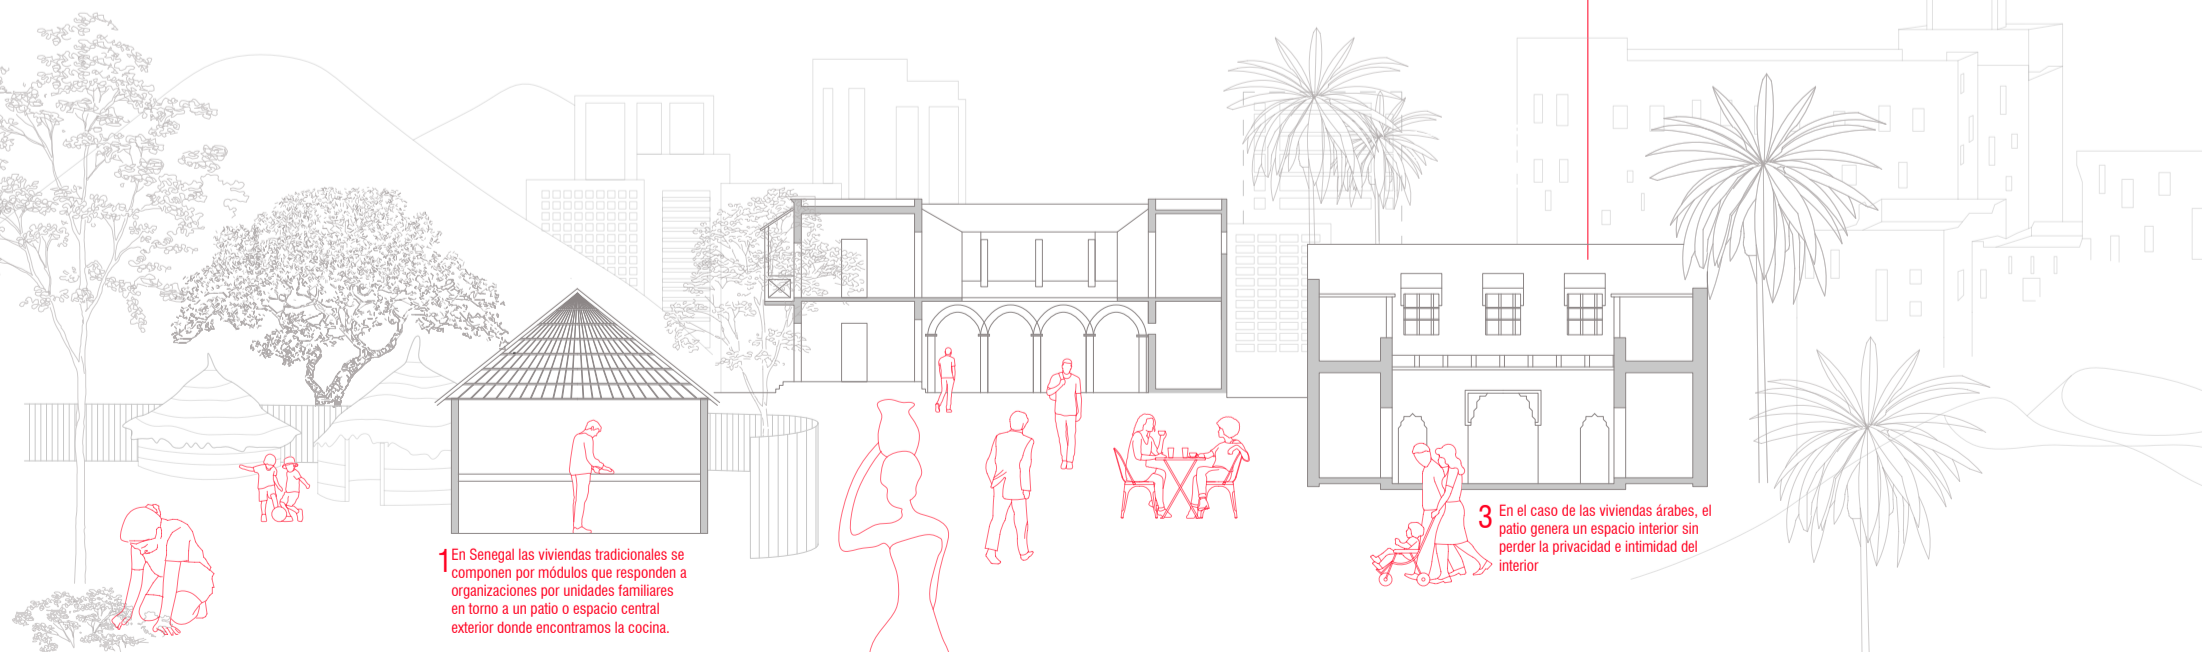 1 En Senegal las viviendas tradicionales se
componen por módulos que responden a
organizaciones por unidades familiares
en torno a un patio o espacio central
exterior donde encontramos la cocina.
3 En el caso de las viviendas árabes, el
patio genera un espacio interior sin
perder la privacidad e intimidad del
interior